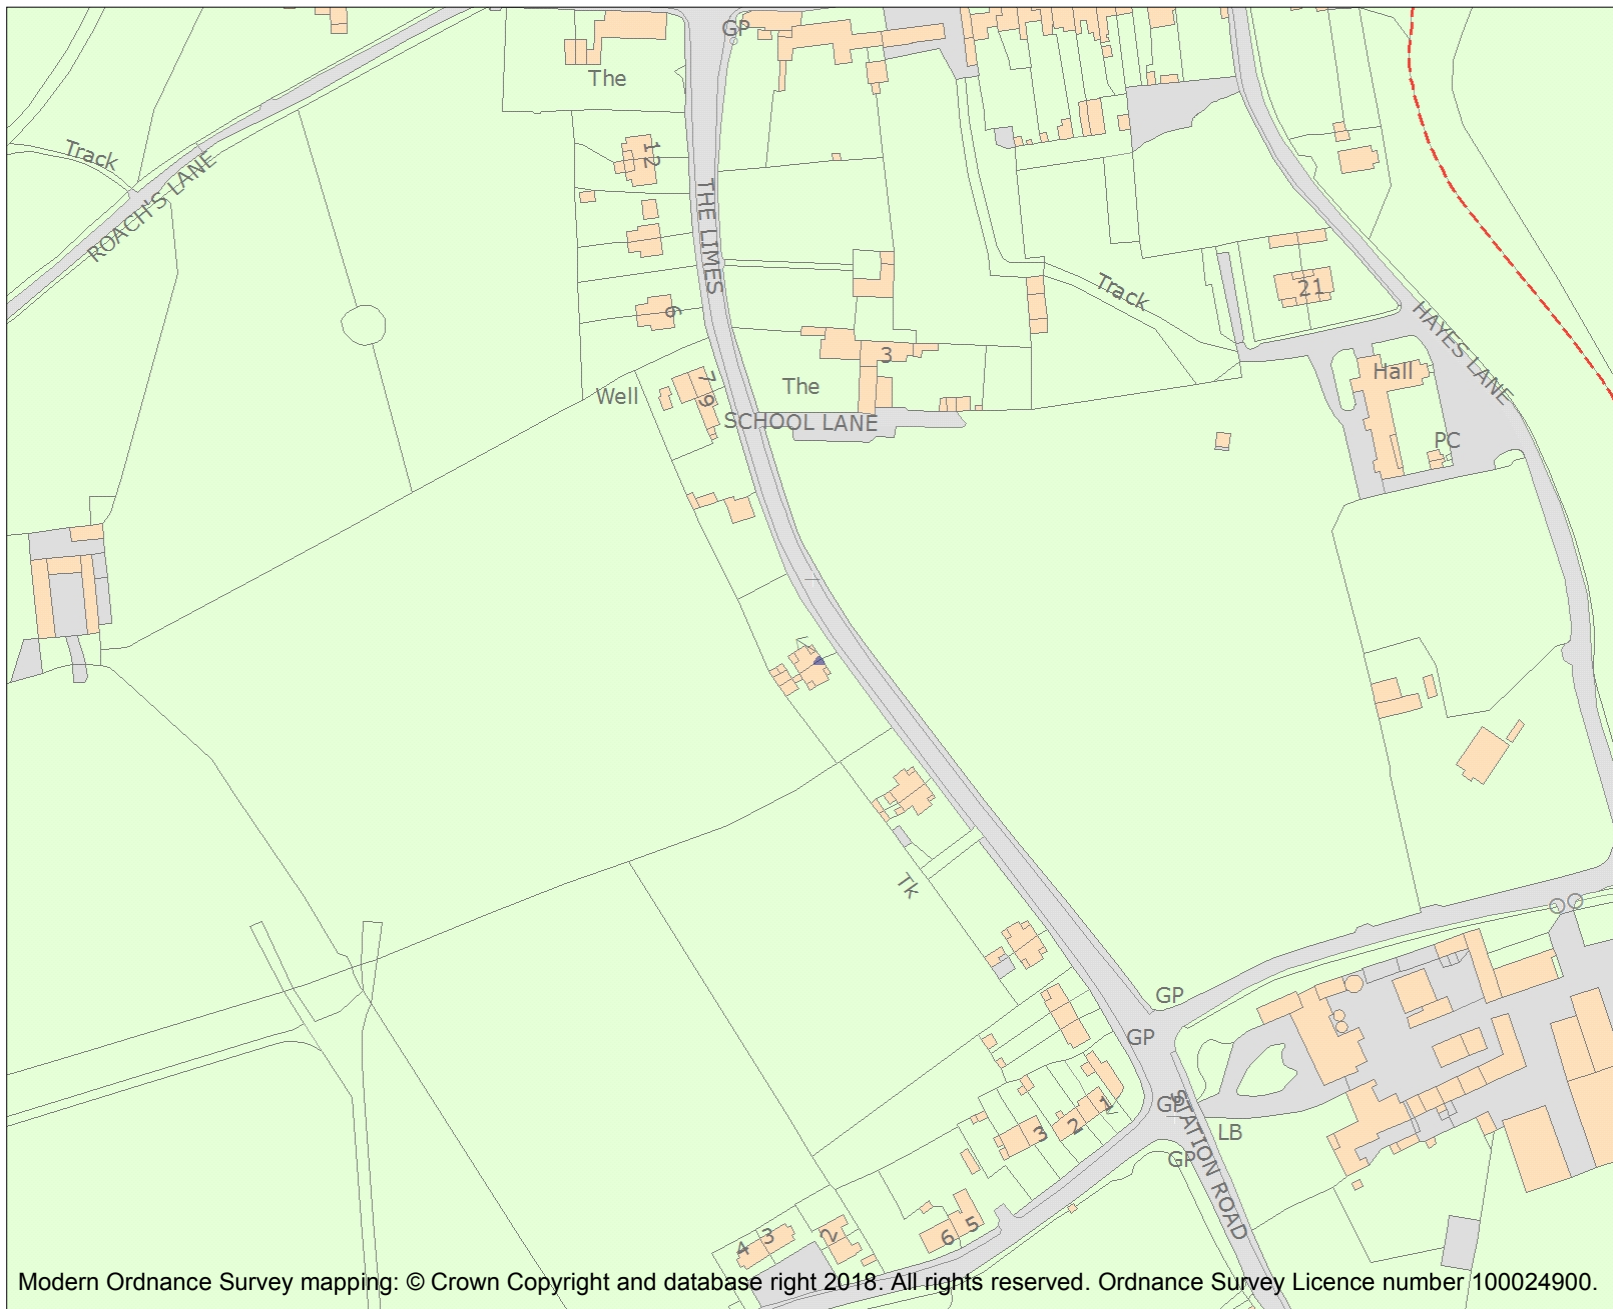 GP
The
Track
12
ROACH'S LANE
THE LIMES
Track
21
6
HAYES LANE
3
Hall
7
9
The
Well
SCHOOL LANE
PC
Tk
GP
GP
GP
1
LB
2
3
GP
STATION ROAD
5
6
2
3
4
Modern Ordnance Survey mapping: © Crown Copyright and database right 2018. All rights reserved. Ordnance Survey Licence number 100024900.